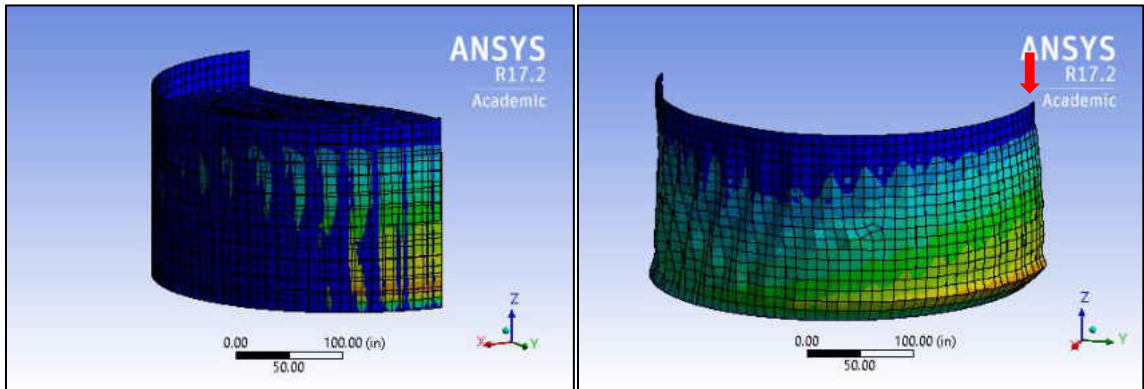 ANSYS
R17.2
Academic
Z
X
Y
0.00
100.00 (in)
50.00
ANSYS
R17.2
Academic
Z
X
Y
0.00
100.00 (in)
50.00